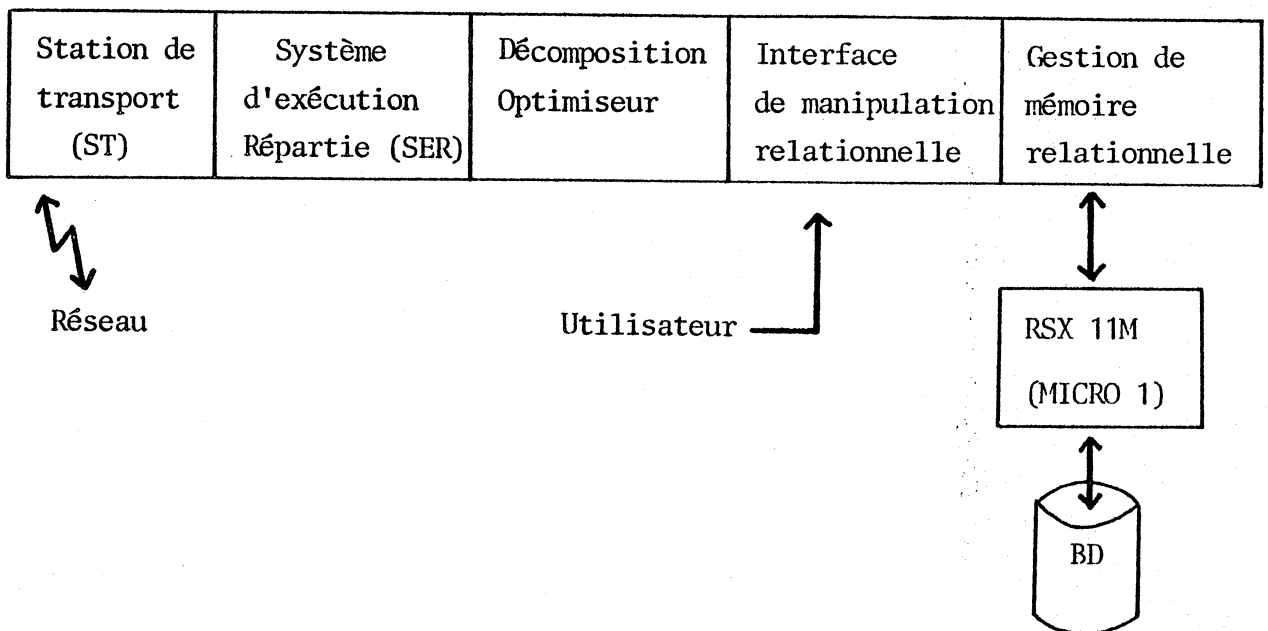 Station de
transport
(ST)
Système
d'exécution
Répartie (SER)
Décomposition
Optimiseur
Interface
de manipulation
relationnelle
Gestion de
mémoire
relationnelle
Réseau
Utilisateur
RSX 11M
(MICRO 1)
BD